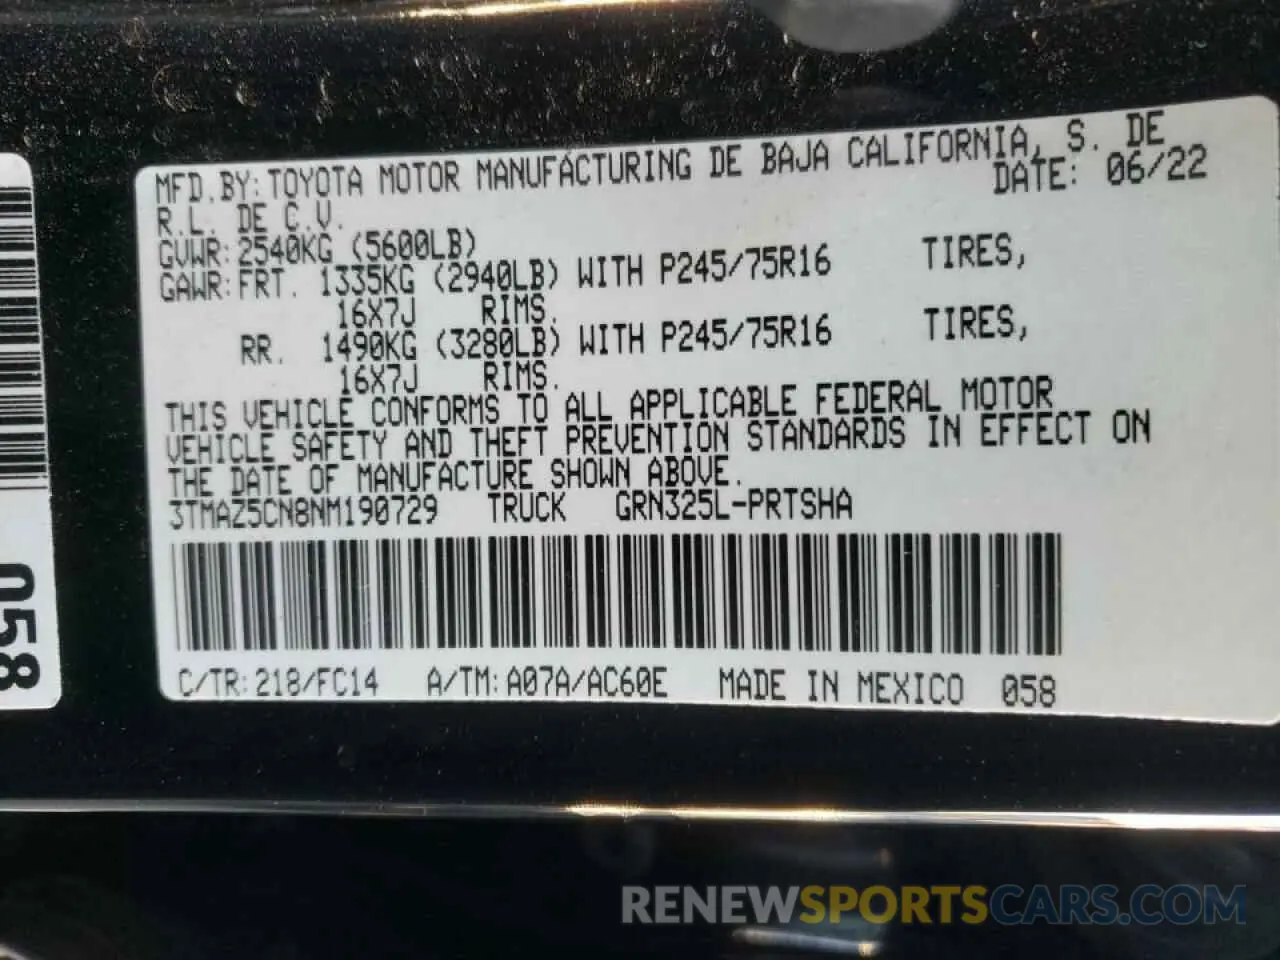 MFD.BY:TOYOTA MOTOR MANUFACTURING DE BAJA CALIFORNIA, S. DE
R.L. DE C.V. DATE: 06/22
GVWR:2540KG (5600LB)
GAWR:FRT. 1335KG (2940LB) WITH P245/75R16 TIRES,
16X7J RIMS.
RR. 1490KG (3280LB) WITH P245/75R16 TIRES,
16X7J RIMS.
THIS VEHICLE CONFORMS TO ALL APPLICABLE FEDERAL MOTOR
VEHICLE SAFETY AND THEFT PREVENTION STANDARDS IN EFFECT ON
THE DATE OF MANUFACTURE SHOWN ABOVE.
3TMAZ5CN8NM190729 TRUCK GRN325L-PRTSHA
C/TR:218/FC14 A/TM:A07A/AC60E MADE IN MEXICO 058
058
RENEWSPORTSCARS.COM